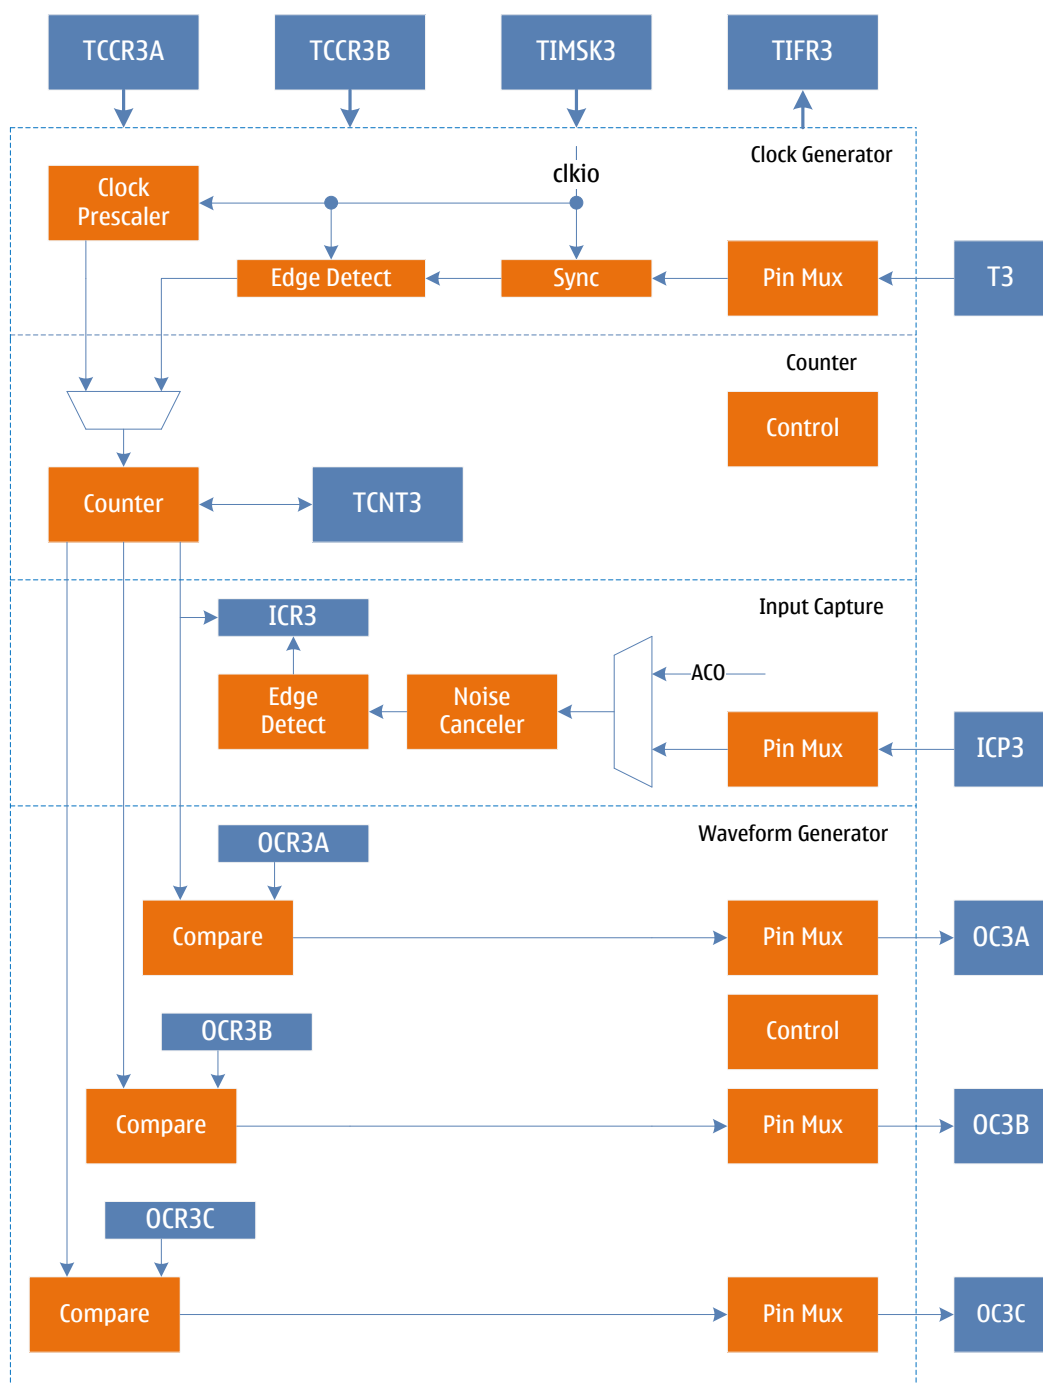 TCCR3A
TCCR3B
TIMSK3
TIFR3
Clock Generator
clkio
Clock
Prescaler
Edge Detect
Sync
Pin Mux
T3
Counter
Control
Counter
TCNT3
Input Capture
ICR3
ACO
Edge
Detect
Noise
Canceler
Pin Mux
ICP3
Waveform Generator
OCR3A
Compare
Pin Mux
OC3A
Control
OCR3B
Compare
Pin Mux
OC3B
OCR3C
Compare
Pin Mux
OC3C